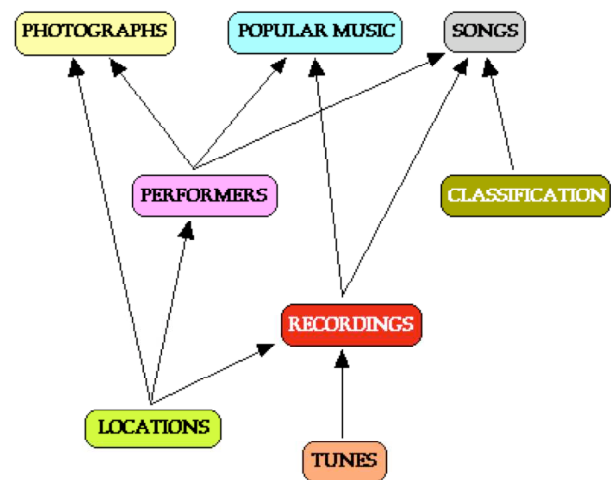 PHOTOGRAPHS
POPULAR MUSIC
SONGS
PERFORMERS
CLASSIFICATION
RECORDINGS
LOCATIONS
TUNES